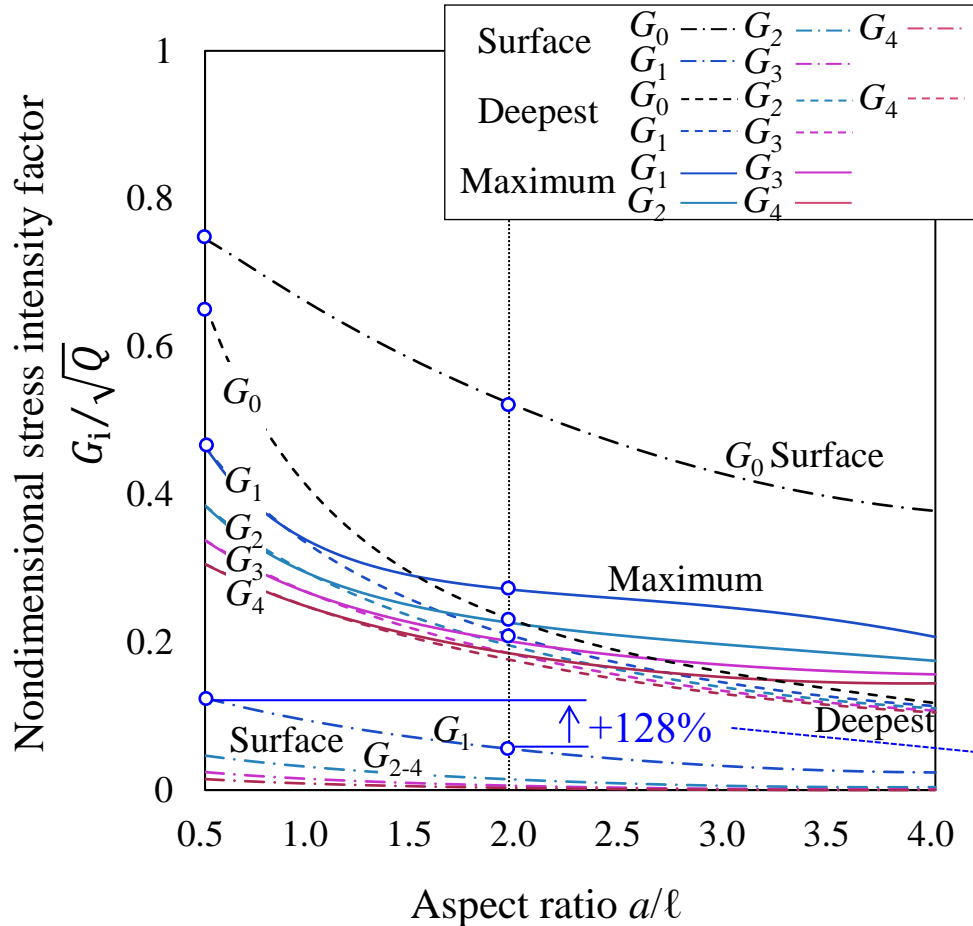 Surface G₀ G₂ G₄
G₁ G₃
Deepest G₀ G₂ G₄
G₁ G₃
Maximum G₁ G₃
G₂ G₄
Nondimensional stress intensity factor
Gᵢ/√Q
1
0.8
0.6
0.4
0.2
0
G₀
G₁
G₂
G₃
G₄
G₀ Surface
Maximum
Deepest
Surface
G₁
+128%
G₂₋₄
0.5 1.0 1.5 2.0 2.5 3.0 3.5 4.0
Aspect ratio a/ℓ